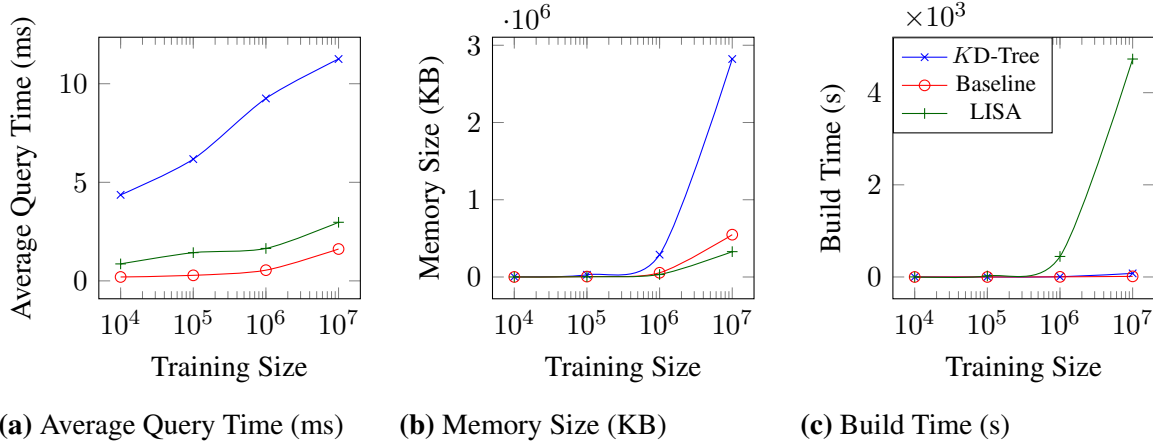 Average Query Time (ms)
10
5
0
10^4 10^5 10^6 10^7
Training Size
(a) Average Query Time (ms)
·10^6
Memory Size (KB)
3
2
1
0
10^4 10^5 10^6 10^7
Training Size
(b) Memory Size (KB)
×10^3
Build Time (s)
4
2
0
KD-Tree
Baseline
LISA
10^4 10^5 10^6 10^7
Training Size
(c) Build Time (s)